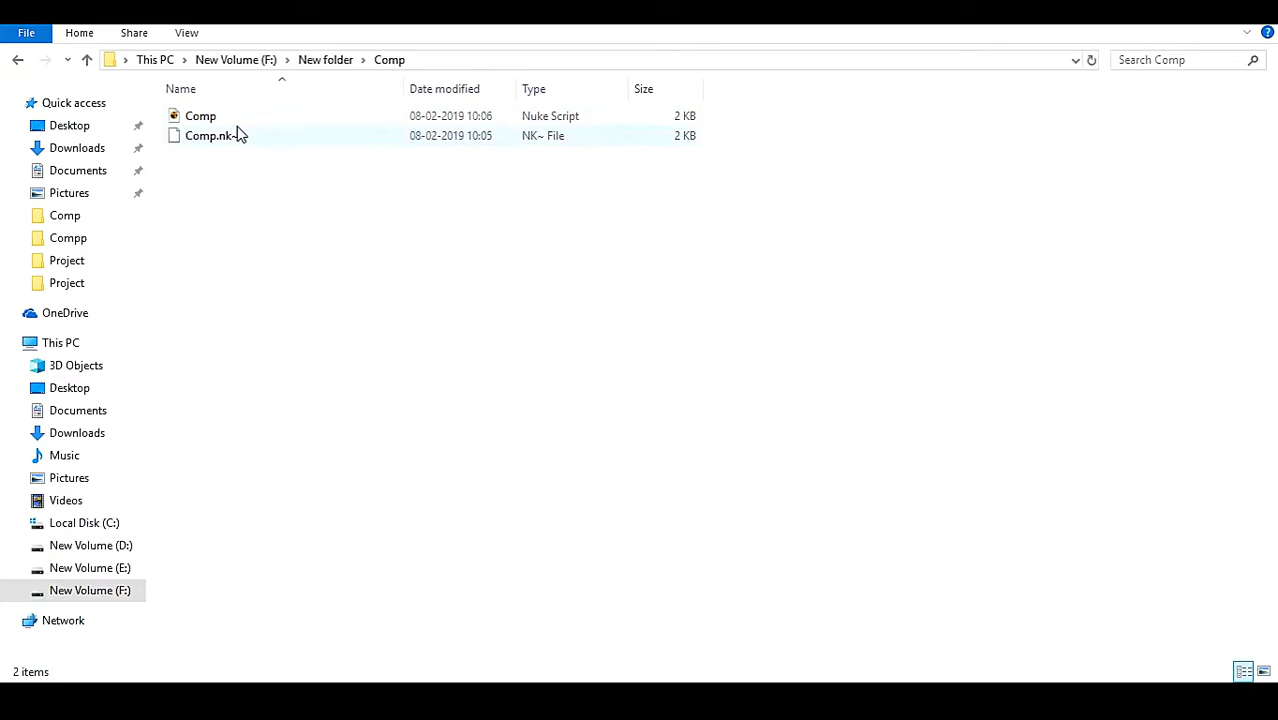 File Home Share View
This PC New Volume (F:) New folder Comp Search Comp
Name Date modified Type Size
Quick access
Comp 08-02-2019 10:06 Nuke Script 2 KB
Desktop
Comp.nk~ 08-02-2019 10:05 NK~ File 2 KB
Downloads
Documents
Pictures
Comp
Compp
Project
Project
OneDrive
This PC
3D Objects
Desktop
Documents
Downloads
Music
Pictures
Videos
Local Disk (C:)
New Volume (D:)
New Volume (E:)
New Volume (F:)
Network
2 items